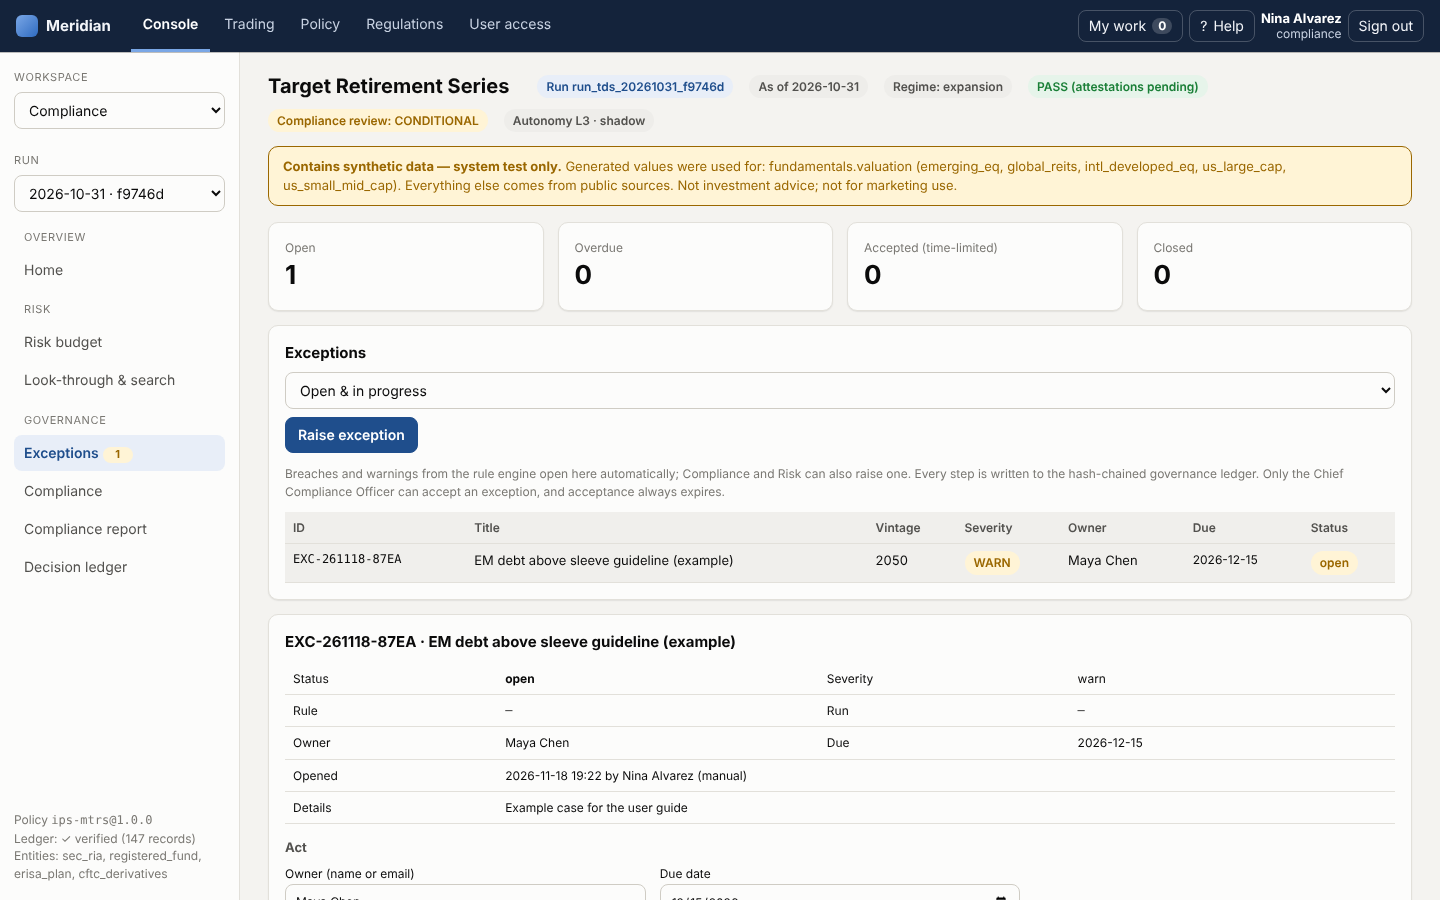 Meridian
Console Trading Policy Regulations User access
My work 0
? Help
Nina Alvarez
compliance
Sign out
WORKSPACE
Compliance
RUN
2026-10-31 · f9746d
OVERVIEW
Home
RISK
Risk budget
Look-through & search
GOVERNANCE
Exceptions 1
Compliance
Compliance report
Decision ledger
Policy ips-mtrs@1.0.0
Ledger: ✓ verified (147 records)
Entities: sec_ria, registered_fund,
erisa_plan, cftc_derivatives
Target Retirement Series Run run_tds_20261031_f9746d As of 2026-10-31 Regime: expansion PASS (attestations pending)
Compliance review: CONDITIONAL Autonomy L3 · shadow
Contains synthetic data — system test only. Generated values were used for: fundamentals.valuation (emerging_eq, global_reits, intl_developed_eq, us_large_cap,
us_small_mid_cap). Everything else comes from public sources. Not investment advice; not for marketing use.
Open Overdue Accepted (time-limited) Closed
1 0 0 0
Exceptions
Open & in progress
Raise exception
Breaches and warnings from the rule engine open here automatically; Compliance and Risk can also raise one. Every step is written to the hash-chained governance ledger. Only the Chief
Compliance Officer can accept an exception, and acceptance always expires.
ID Title Vintage Severity Owner Due Status
EXC-261118-87EA EM debt above sleeve guideline (example) 2050 WARN Maya Chen 2026-12-15 open
EXC-261118-87EA · EM debt above sleeve guideline (example)
Status open Severity warn
Rule — Run —
Owner Maya Chen Due 2026-12-15
Opened 2026-11-18 19:22 by Nina Alvarez (manual)
Details Example case for the user guide
Act
Owner (name or email) Due date